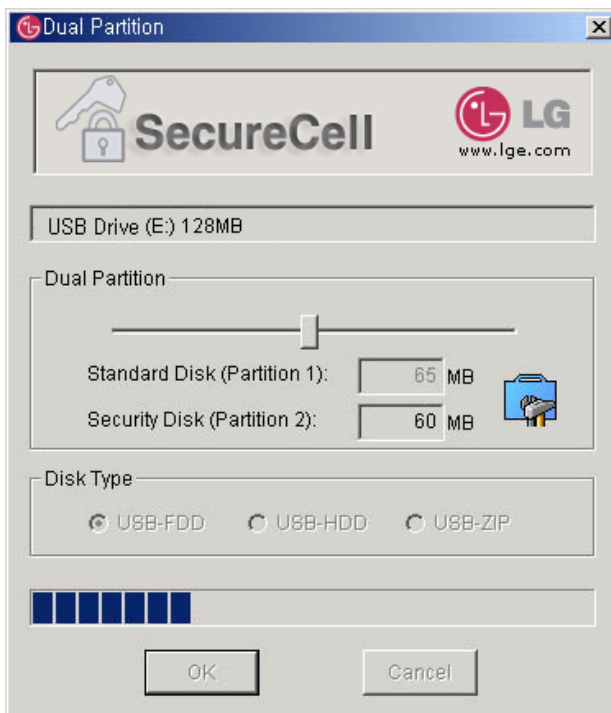 Dual Partition
SecureCell
LG
www.lge.com
USB Drive (E:) 128MB
Dual Partition
Standard Disk (Partition 1): 65 MB
Security Disk (Partition 2): 60 MB
Disk Type
USB-FDD USB-HDD USB-ZIP
OK Cancel